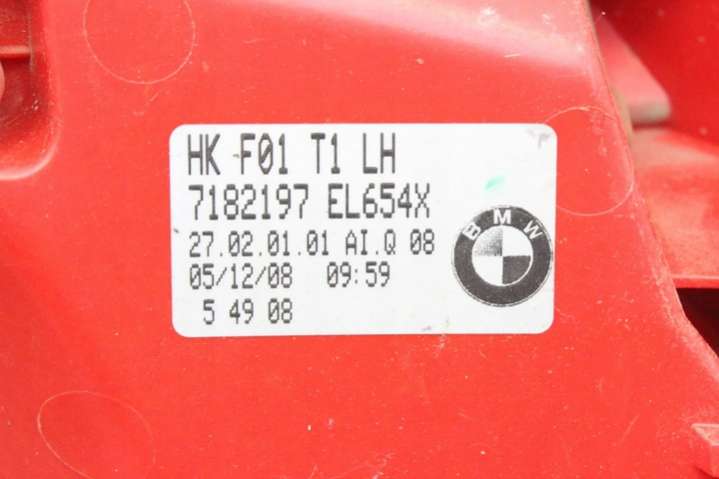 HK F01 T1 LH
7182197 EL654X
27.02.01.01 AI.Q 08
05/12/08 09:59
5 49 08
BMW